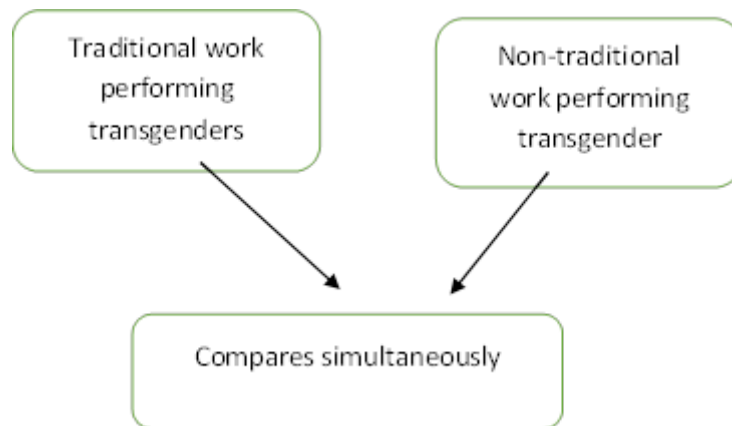 Traditional work
performing
transgenders
Non-traditional
work performing
transgender
Compares simultaneously